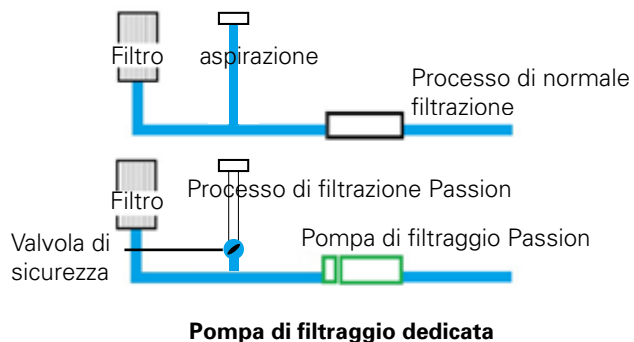 Filtro
aspirazione
Processo di normale
filtrazione
Processo di filtrazione Passion
Filtro
Valvola di
sicurezza
Pompa di filtraggio Passion
Pompa di filtraggio dedicata